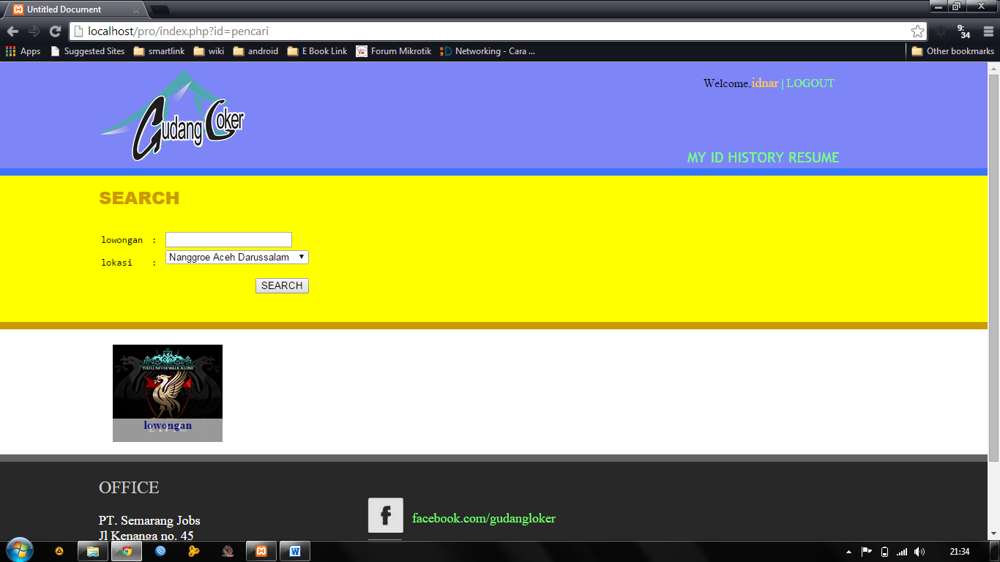 Untitled Document
localhost/pro/index.php?id=pencari
9:
34
Apps Suggested Sites smartlink wiki android E Book Link Forum Mikrotik Networking - Cara ... Other bookmarks
Gudang Loker
Welcome,idnar | LOGOUT
MY ID HISTORY RESUME
SEARCH
lowongan :
lokasi : Nanggroe Aceh Darussalam
SEARCH
YOU'LL NEVER WALK ALONE
lowongan
OFFICE
PT. Semarang Jobs
Jl Kenanga no. 45
f facebook.com/gudangloker
21:34